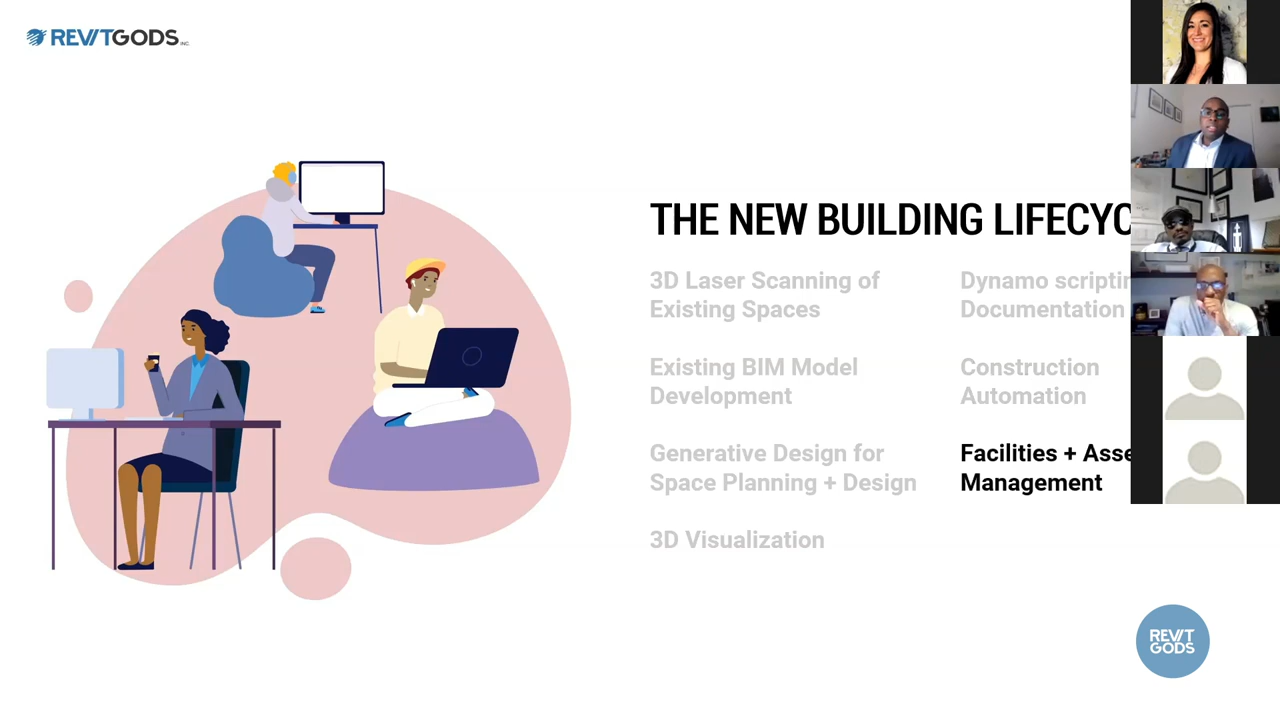 REVITGODS INC.
THE NEW BUILDING LIFECYC
3D Laser Scanning of
Existing Spaces
Existing BIM Model
Development
Generative Design for
Space Planning + Design
3D Visualization
Dynamo scriptin
Documentation
Construction
Automation
Facilities + Asse
Management
REVIT
GODS